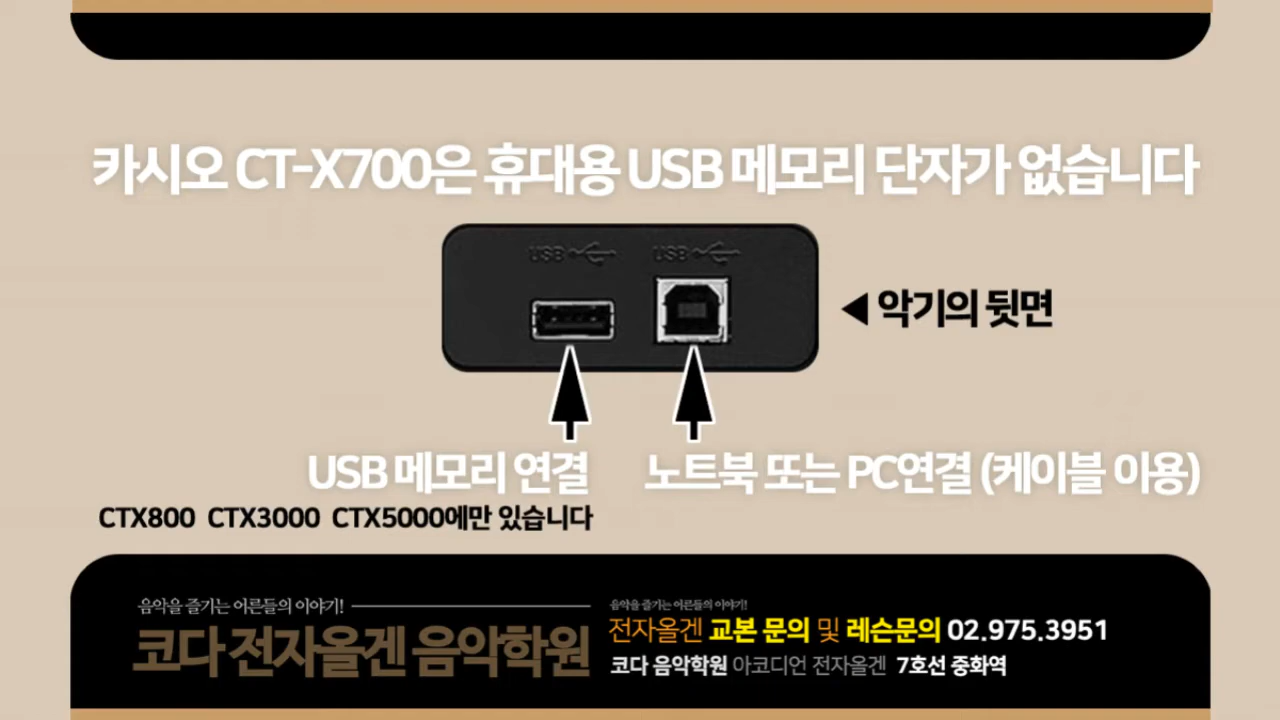 카시오 CT-X700은 휴대용 USB 메모리 단자가 없습니다
USB USB
◀ 악기의 뒷면
USB 메모리 연결 노트북 또는 PC연결 (케이블 이용)
CTX800 CTX3000 CTX5000에만 있습니다
음악을 즐기는 어른들의 이야기!
코다 전자올겐 음악학원
음악을 즐기는 어른들의 이야기!
전자올겐 교본 문의 및 레슨문의 02.975.3951
코다 음악학원 아코디언 전자올겐 7호선 중화역